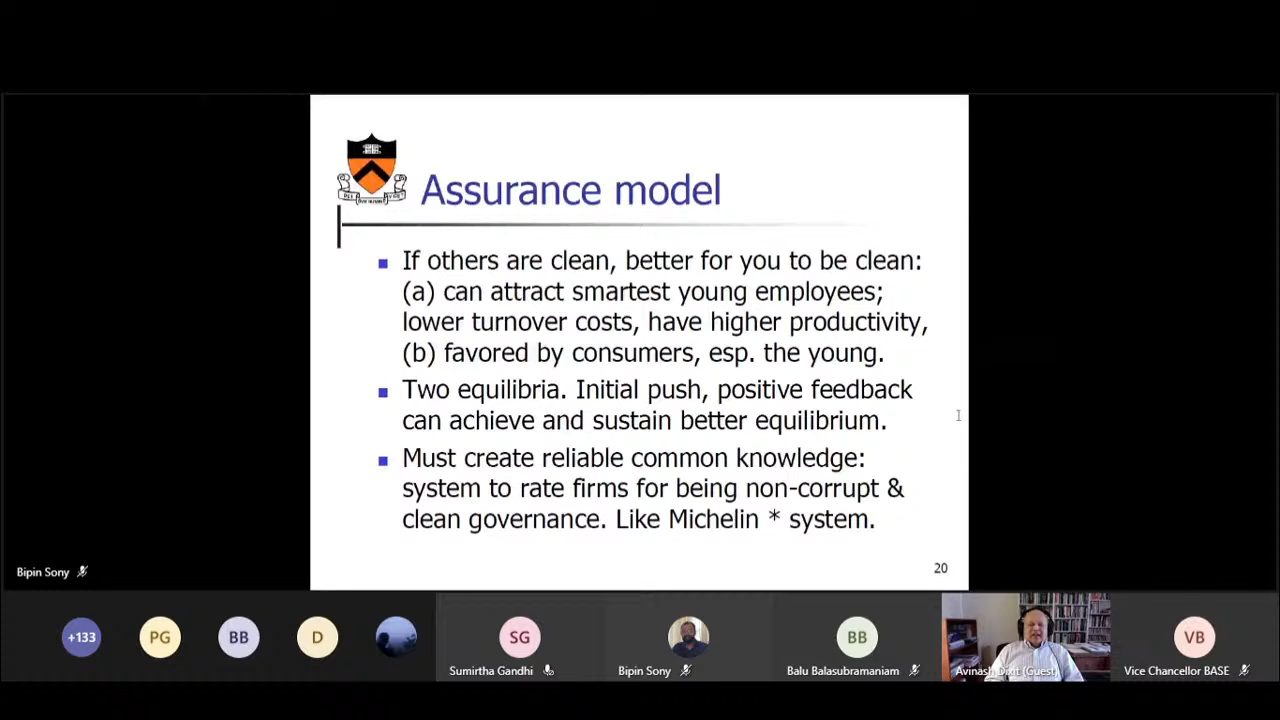 Assurance model
If others are clean, better for you to be clean:
(a) can attract smartest young employees;
lower turnover costs, have higher productivity,
(b) favored by consumers, esp. the young.
Two equilibria. Initial push, positive feedback
can achieve and sustain better equilibrium.
Must create reliable common knowledge:
system to rate firms for being non-corrupt &
clean governance. Like Michelin * system.
20
Bipin Sony
+133
PG
BB
D
SG
Sumirtha Gandhi
Bipin Sony
BB
Balu Balasubramaniam
Avinash Dixit (Guest)
VB
Vice Chancellor BASE